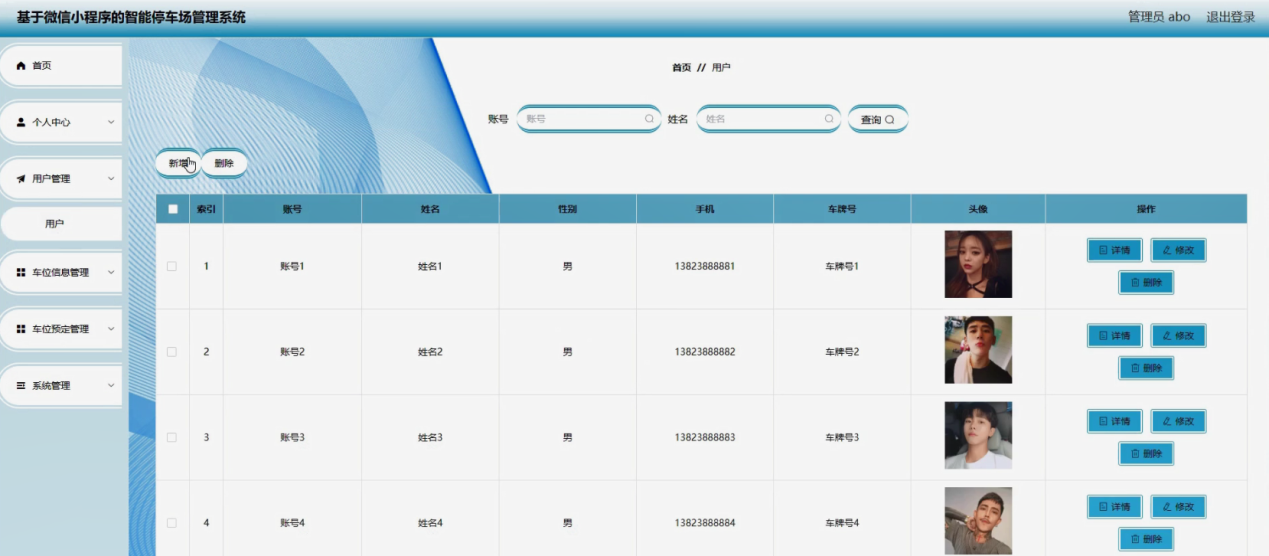 基于微信小程序的智能停车场管理系统 管理员 abo 退出登录
首页
个人中心
用户管理
用户
车位信息管理
车位预定管理
系统管理
首页 // 用户
账号 账号 姓名 姓名 查询
新增 删除
索引 账号 姓名 性别 手机 车牌号 头像 操作
1 账号1 姓名1 男 13823888881 车牌号1 详情 修改
删除
2 账号2 姓名2 男 13823888882 车牌号2 详情 修改
删除
3 账号3 姓名3 男 13823888883 车牌号3 详情 修改
删除
4 账号4 姓名4 男 13823888884 车牌号4 详情 修改
删除